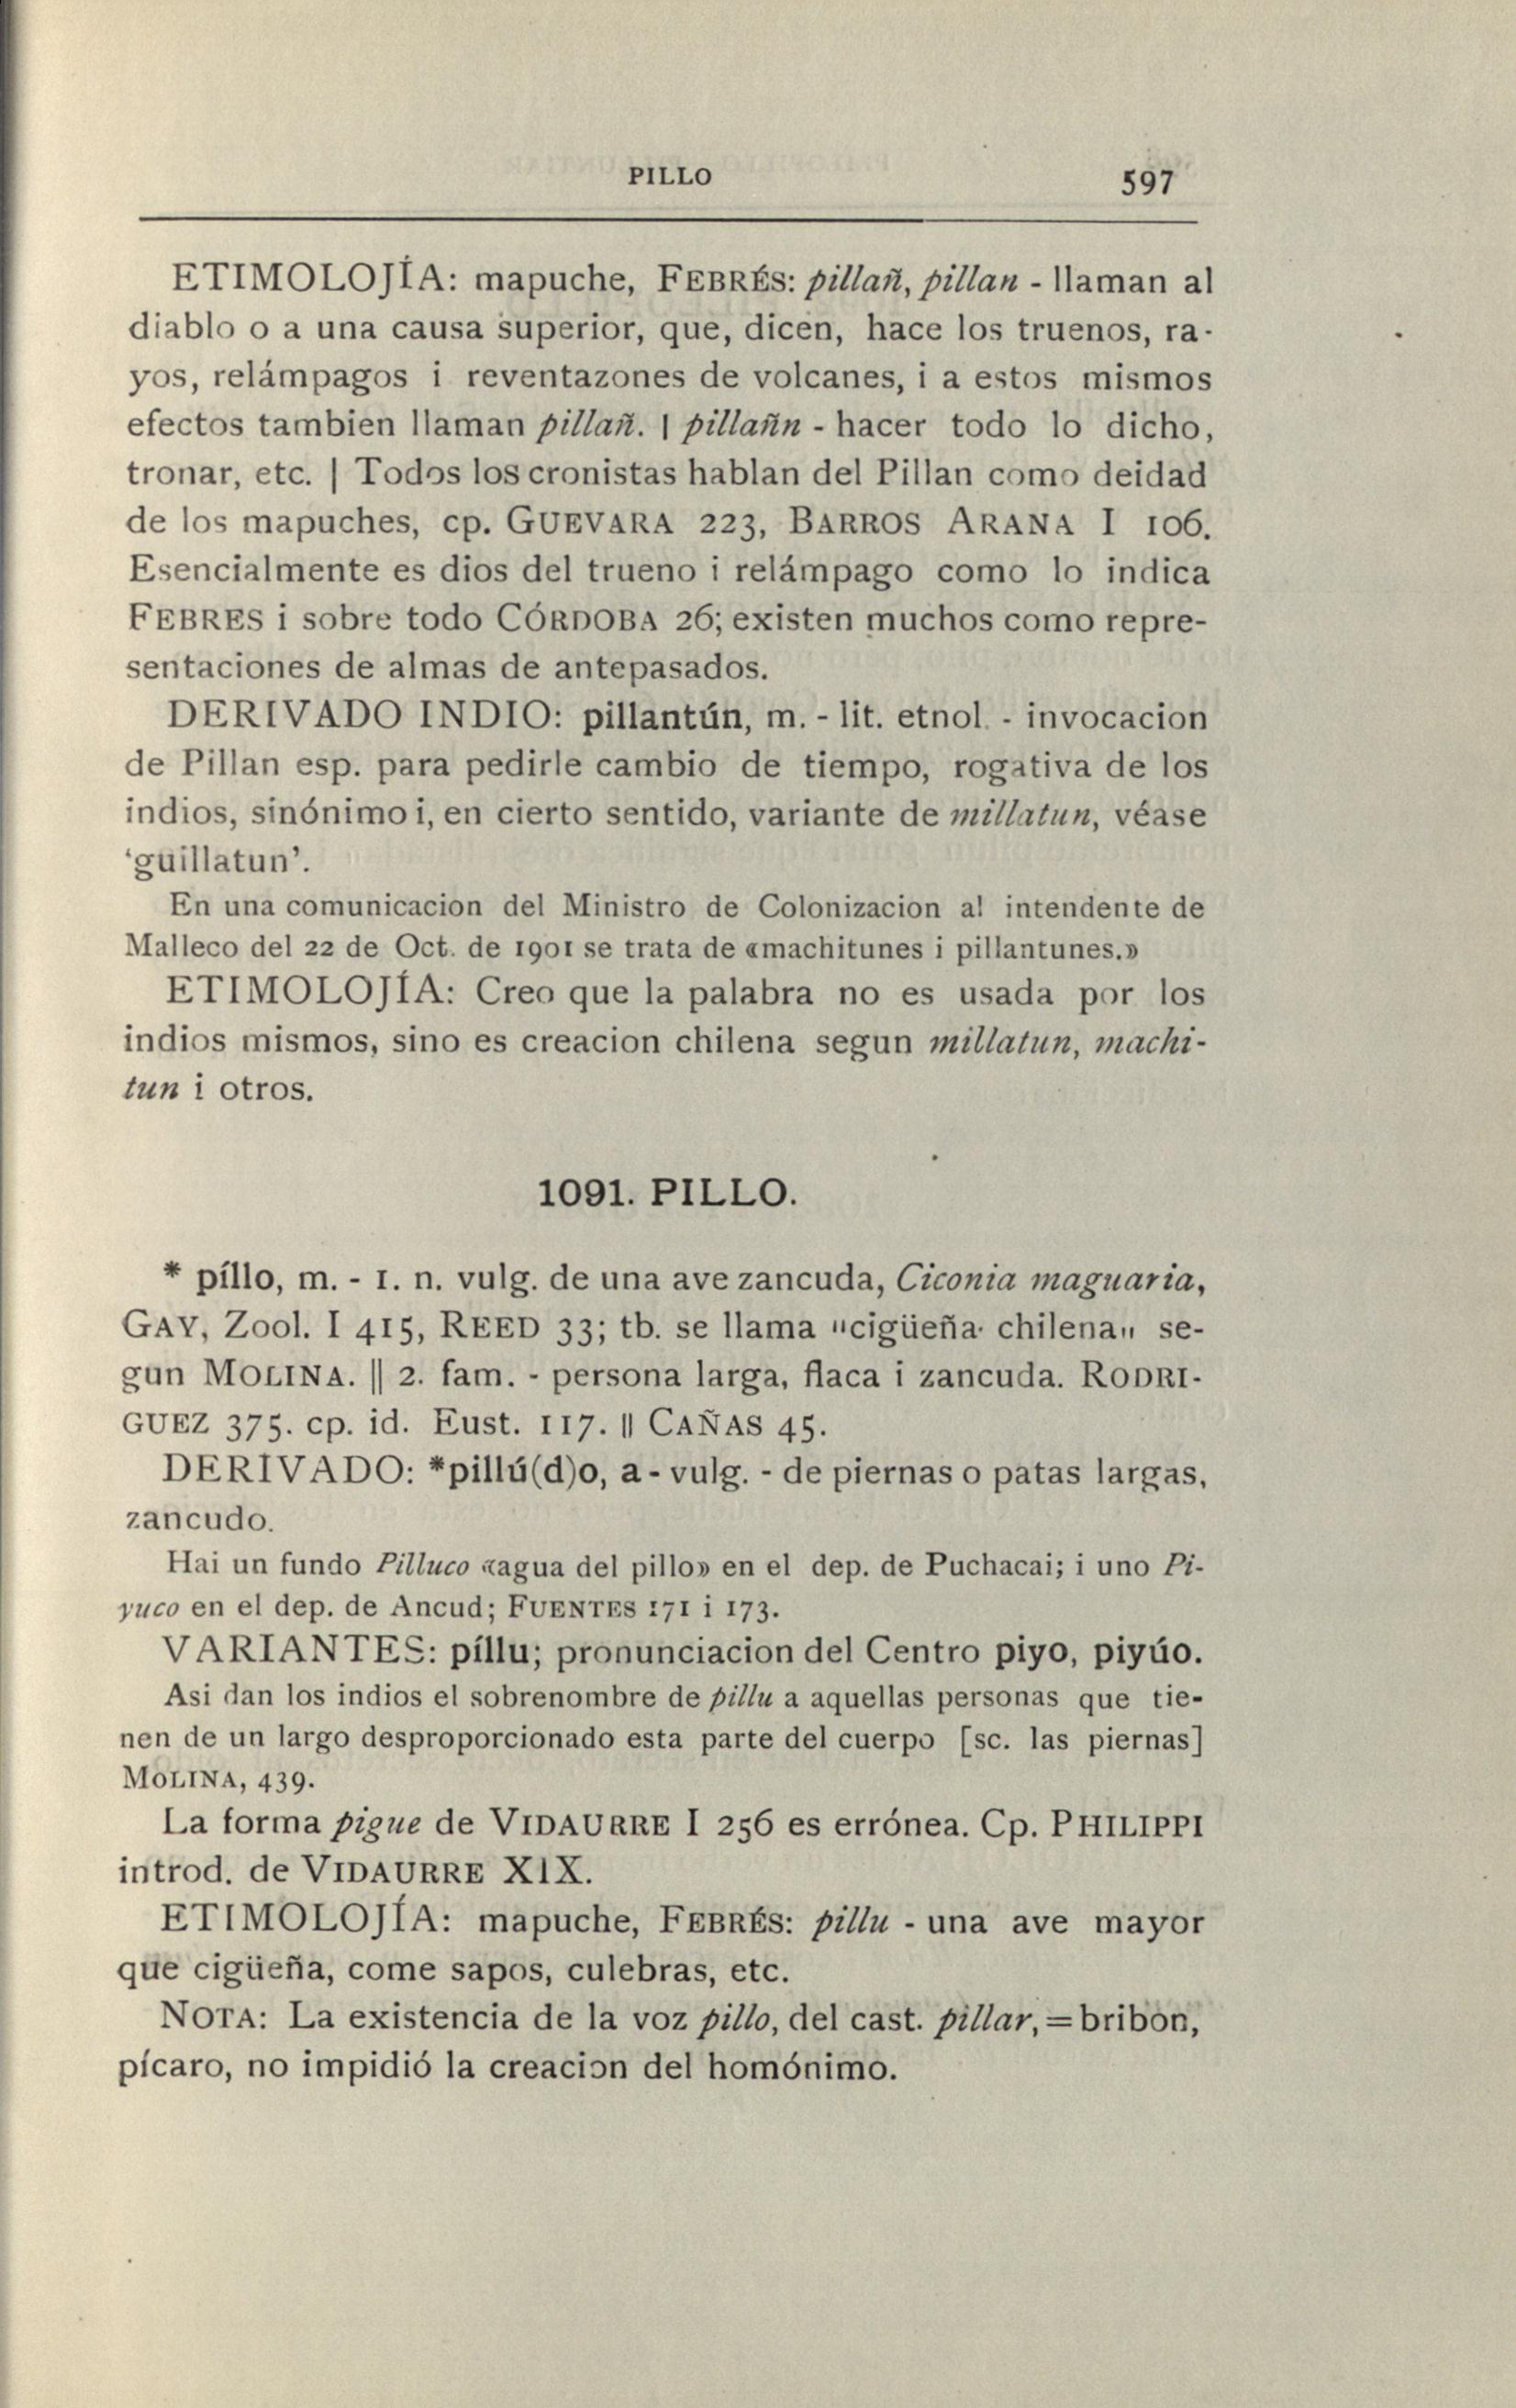 PILLO 597
ETIMOLOJÍA: mapuche, FEBRÉS: pillañ, pillan - llaman al
diablo o a una causa superior, que, dicen, hace los truenos, ra-
yos, relámpagos i reventazones de volcanes, i a estos mismos
efectos tambien llaman pillañ. | pillañn - hacer todo lo dicho,
tronar, etc. | Todos los cronistas hablan del Pillan como deidad
de los mapuches, cp. GUEVARA 223, BARROS ARANA I 106.
Esencialmente es dios del trueno i relámpago como lo indica
FEBRES i sobre todo CÓRDOBA 26; existen muchos como repre-
sentaciones de almas de antepasados.
DERIVADO INDIO: pillantún, m. - lit. etnol. - invocacion
de Pillan esp. para pedirle cambio de tiempo, rogativa de los
indios, sinónimo i, en cierto sentido, variante de millatun, véase
‘guillatun’.
En una comunicacion del Ministro de Colonizacion al intendente de
Malleco del 22 de Oct. de 1901 se trata de «machitunes i pillantunes.»
ETIMOLOJÍA: Creo que la palabra no es usada por los
indios mismos, sino es creacion chilena segun millatun, machi-
tun i otros.
1091. PILLO.
* píllo, m. - 1. n. vulg. de una ave zancuda, Ciconia maguaria,
GAY, Zool. I 415, REED 33; tb. se llama "cigüeña chilena" se-
gun MOLINA. || 2. fam. - persona larga, flaca i zancuda. RODRI-
GUEZ 375. cp. id. Eust. 117. || CAÑAS 45.
DERIVADO: *pillú(d)o, a - vulg. - de piernas o patas largas,
zancudo.
Hai un fundo Pilluco «agua del pillo» en el dep. de Puchacai; i uno Pi-
yuco en el dep. de Ancud; FUENTES 171 i 173.
VARIANTES: píllu; pronunciacion del Centro piyo, piyúo.
Asi dan los indios el sobrenombre de pillu a aquellas personas que tie-
nen de un largo desproporcionado esta parte del cuerpo [sc. las piernas]
MOLINA, 439.
La forma pigue de VIDAURRE I 256 es errónea. Cp. PHILIPPI
introd. de VIDAURRE XIX.
ETIMOLOJÍA: mapuche, FEBRÉS: pillu - una ave mayor
que cigüeña, come sapos, culebras, etc.
NOTA: La existencia de la voz pillo, del cast. pillar, = bribon,
pícaro, no impidió la creacion del homónimo.